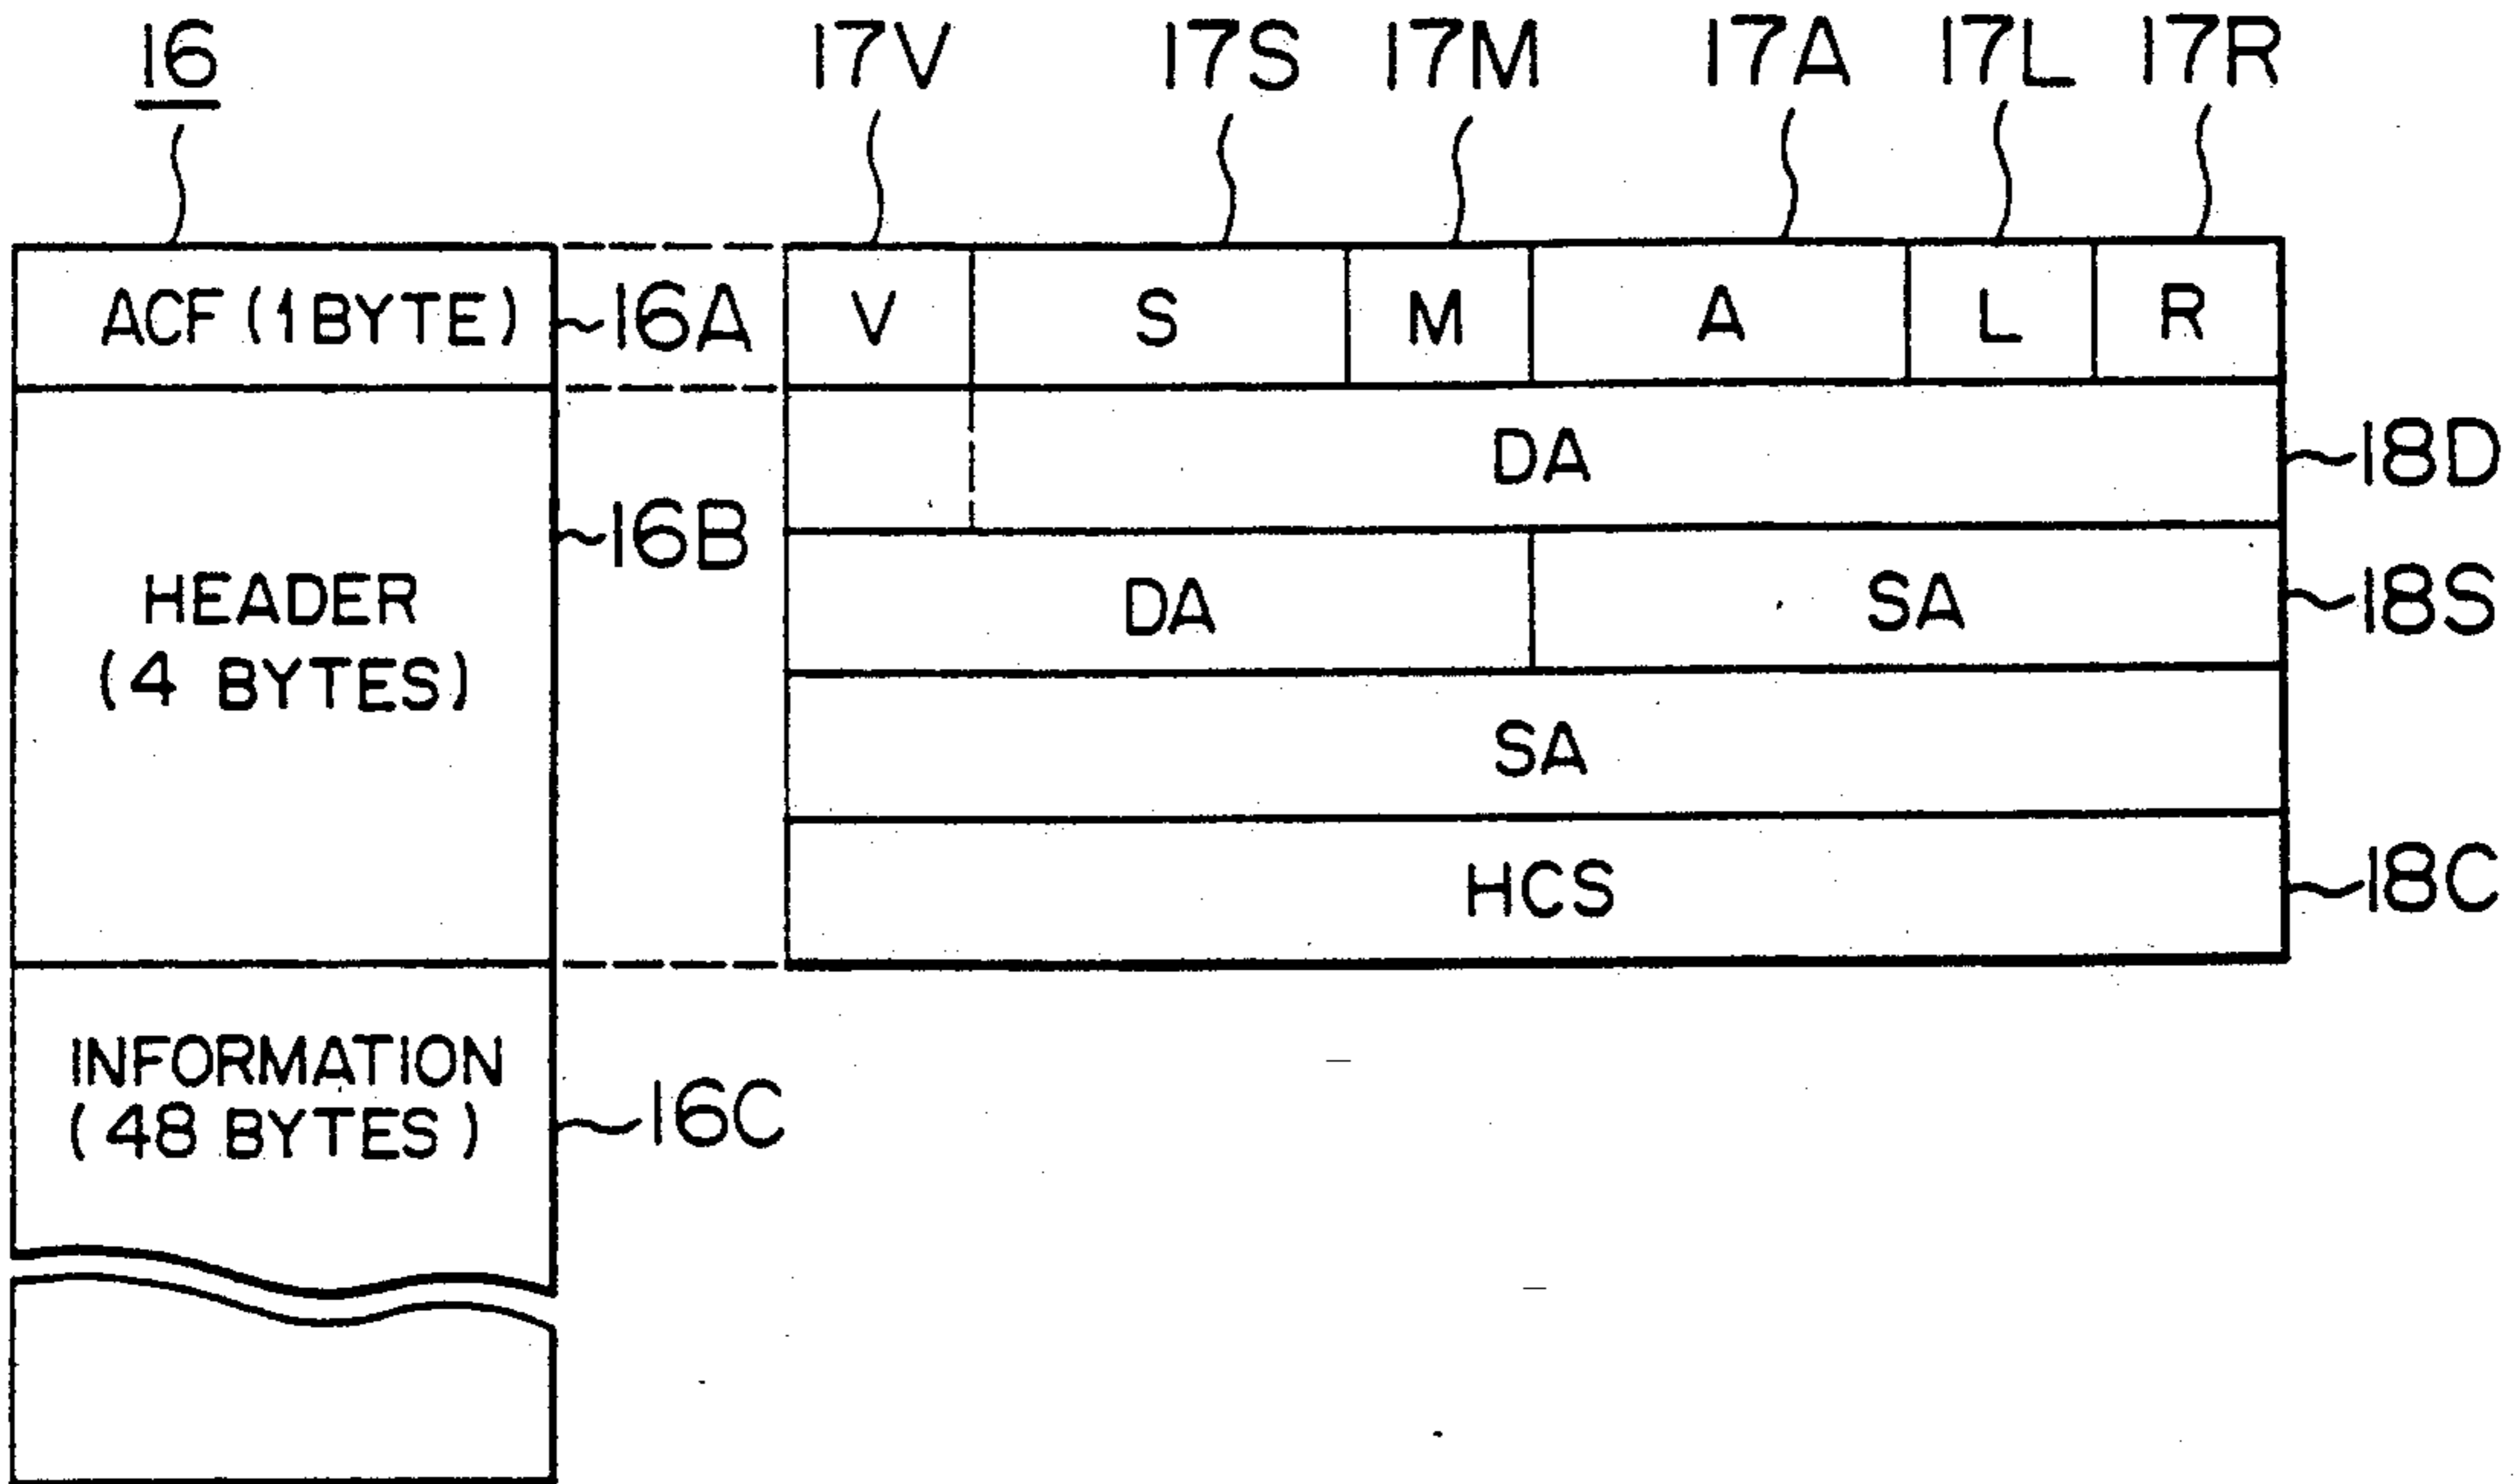 16 17V 17S 17M 17A 17L 17R
ACF (1BYTE) 16A V S M A L R
DA 18D
16B
HEADER
(4 BYTES)
DA SA 18S
SA
HCS 18C
INFORMATION
(48 BYTES) 16C